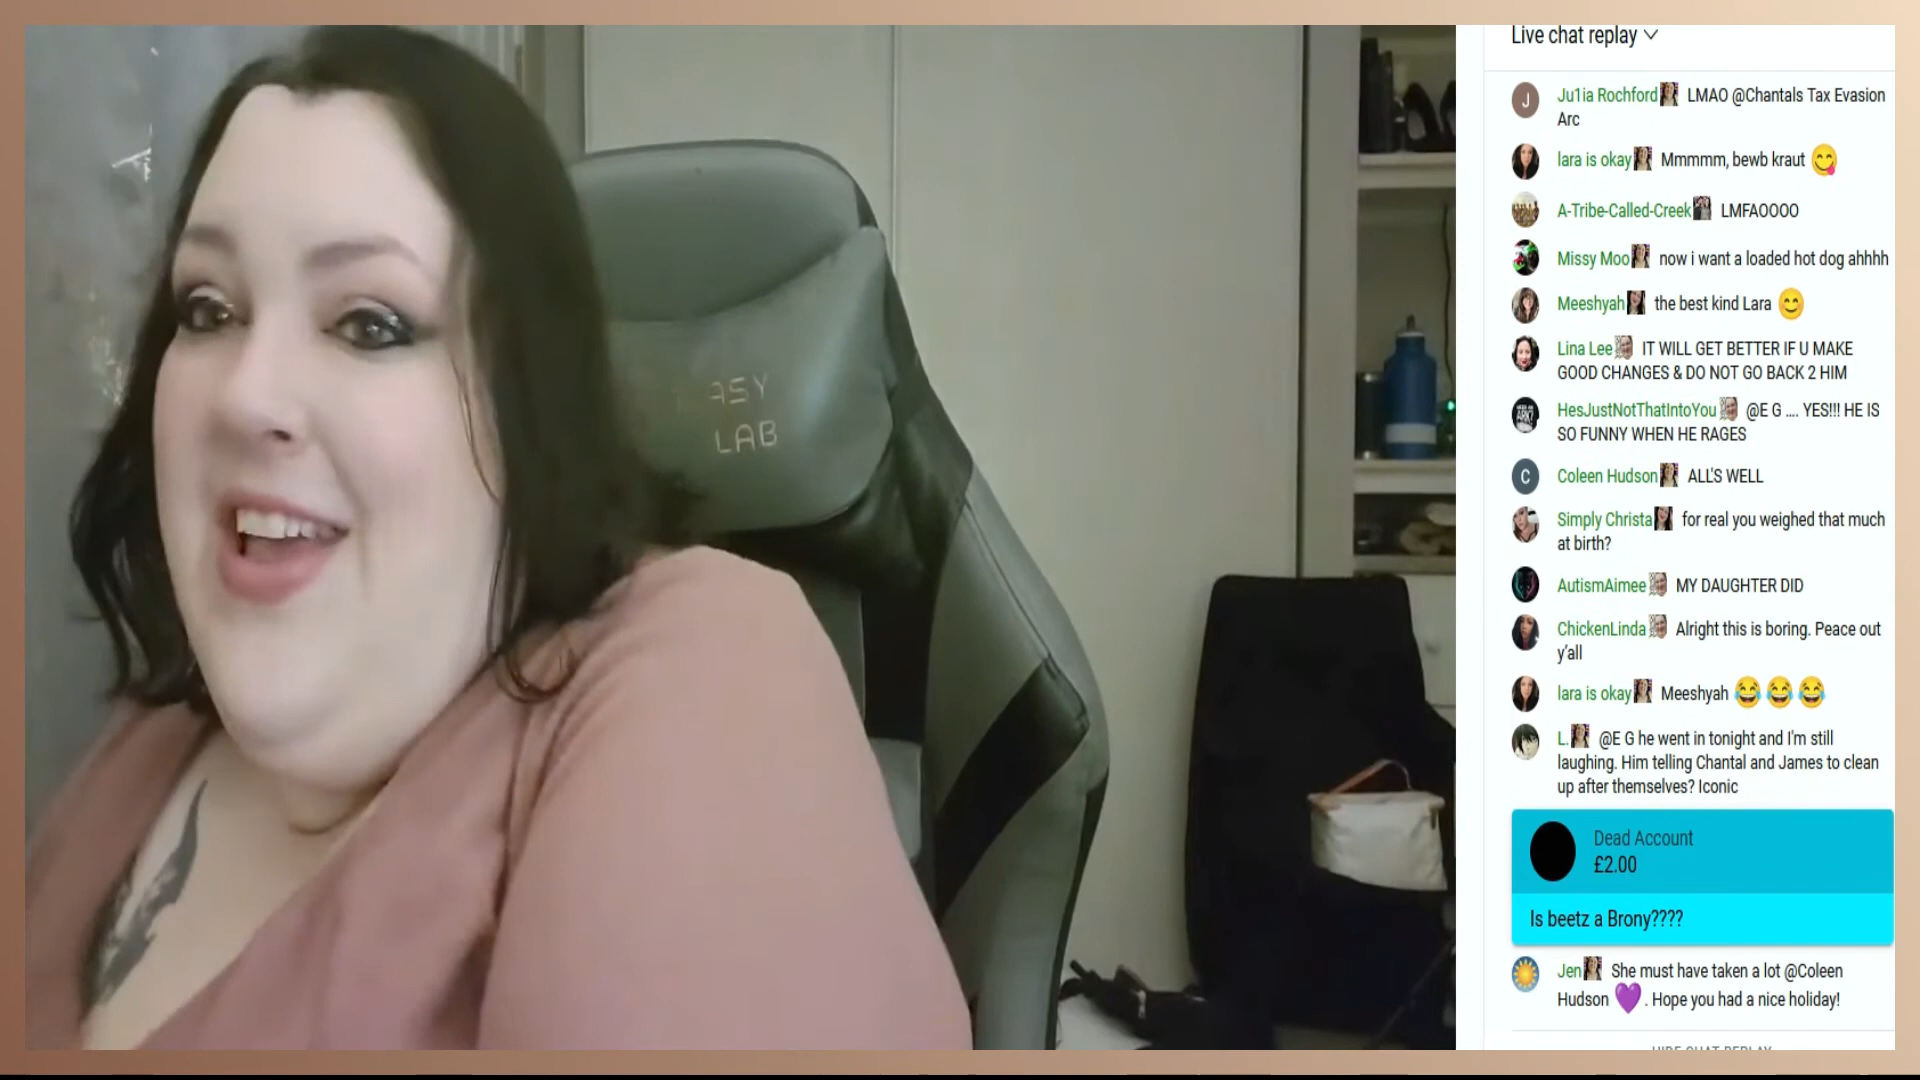 Live chat replay
Ju1ia Rochford LMAO @Chantals Tax Evasion
Arc
lara is okay Mmmmm, bewb kraut 😋
A-Tribe-Called-Creek LMFAOOOO
Missy Moo now i want a loaded hot dog ahhhh
Meeshyah the best kind Lara 😊
Lina Lee IT WILL GET BETTER IF U MAKE
GOOD CHANGES & DO NOT GO BACK 2 HIM
HesJustNotThatIntoYou @E G .... YES!!! HE IS
SO FUNNY WHEN HE RAGES
Coleen Hudson ALL'S WELL
Simply Christa for real you weighed that much
at birth?
AutismAimee MY DAUGHTER DID
ChickenLinda Alright this is boring. Peace out
y'all
lara is okay Meeshyah 😂😂😂
L. @E G he went in tonight and I'm still
laughing. Him telling Chantal and James to clean
up after themselves? Iconic
Dead Account
£2.00
Is beetz a Brony????
Jen She must have taken a lot @Coleen
Hudson 💜. Hope you had a nice holiday!
HIDE CHAT REPLAY
J
C
ASY
LAB